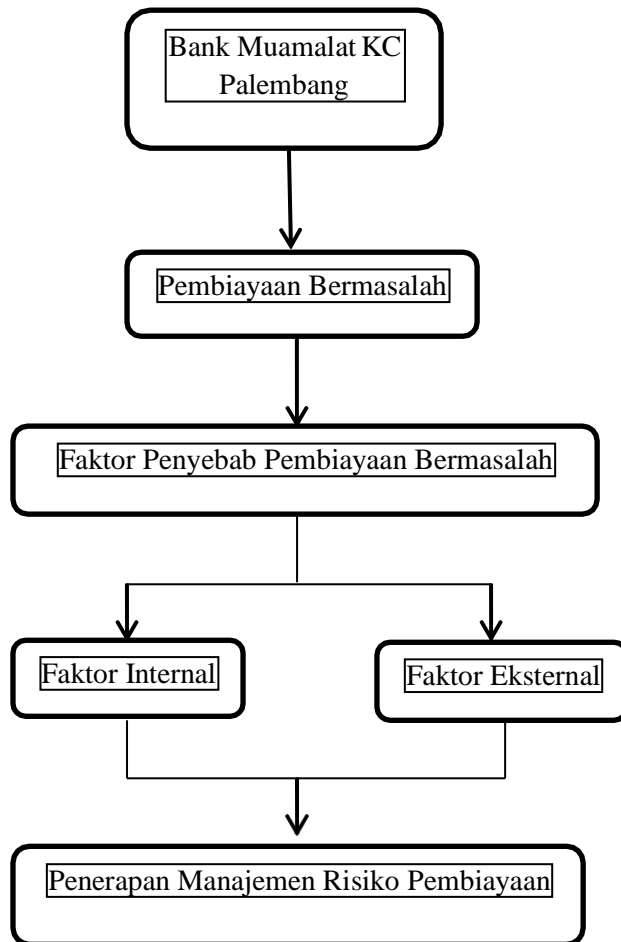 Bank Muamalat KC
Palembang
Pembiayaan Bermasalah
Faktor Penyebab Pembiayaan Bermasalah
Faktor Internal
Faktor Eksternal
Penerapan Manajemen Risiko Pembiayaan